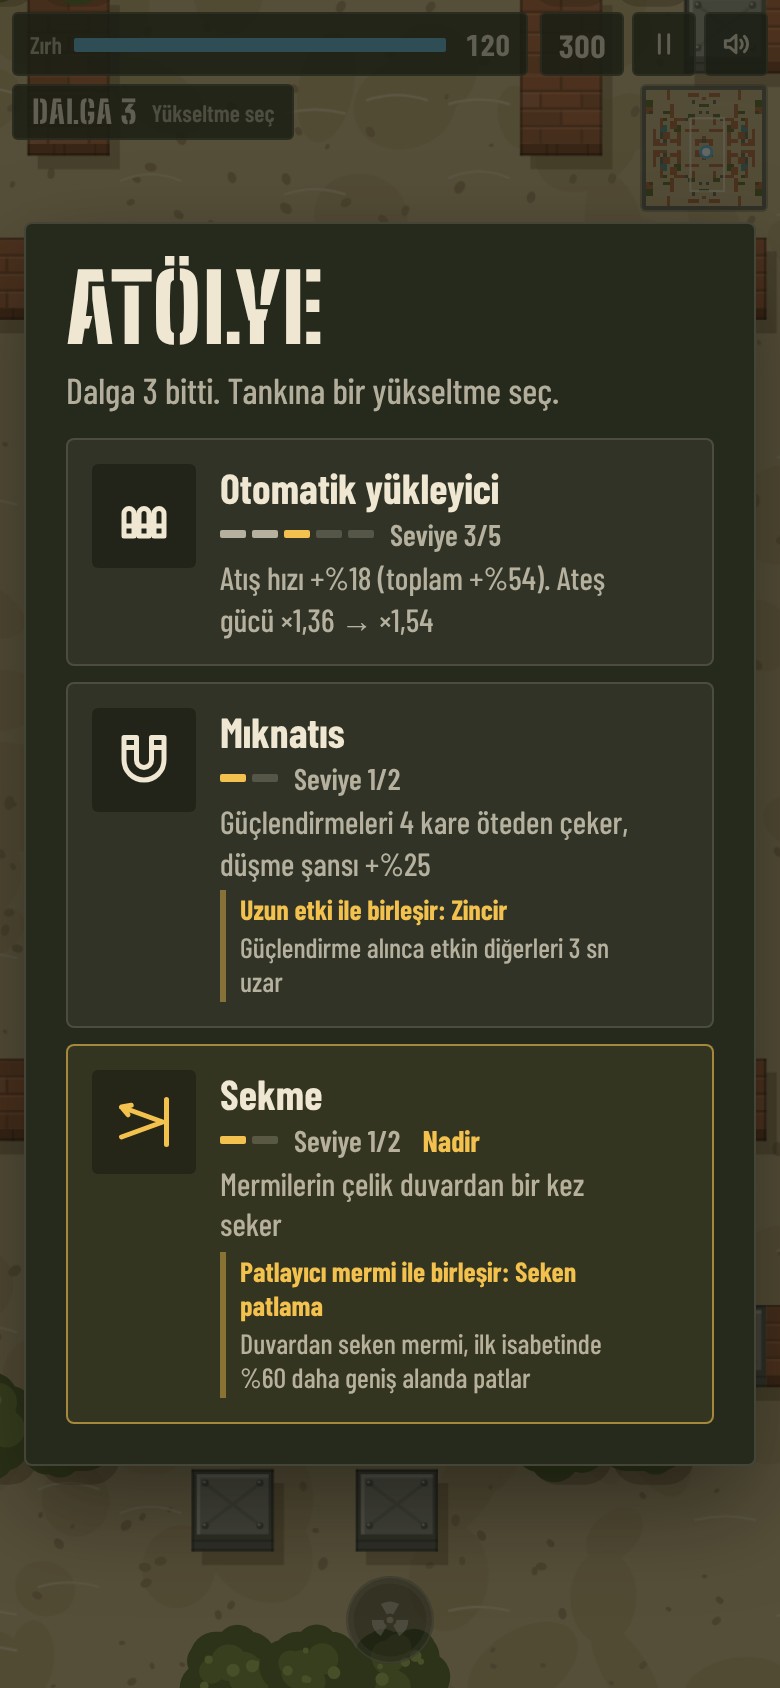 Zırh 120 300
DALGA 3 Yükseltme seç
ATÖLYE
Dalga 3 bitti. Tankına bir yükseltme seç.
Otomatik yükleyici
Seviye 3/5
Atış hızı +%18 (toplam +%54). Ateş
gücü ×1,36 → ×1,54
Mıknatıs
Seviye 1/2
Güçlendirmeleri 4 kare öteden çeker,
düşme şansı +%25
Uzun etki ile birleşir: Zincir
Güçlendirme alınca etkin diğerleri 3 sn
uzar
Sekme
Seviye 1/2 Nadir
Mermilerin çelik duvardan bir kez
seker
Patlayıcı mermi ile birleşir: Seken
patlama
Duvardan seken mermi, ilk isabetinde
%60 daha geniş alanda patlar